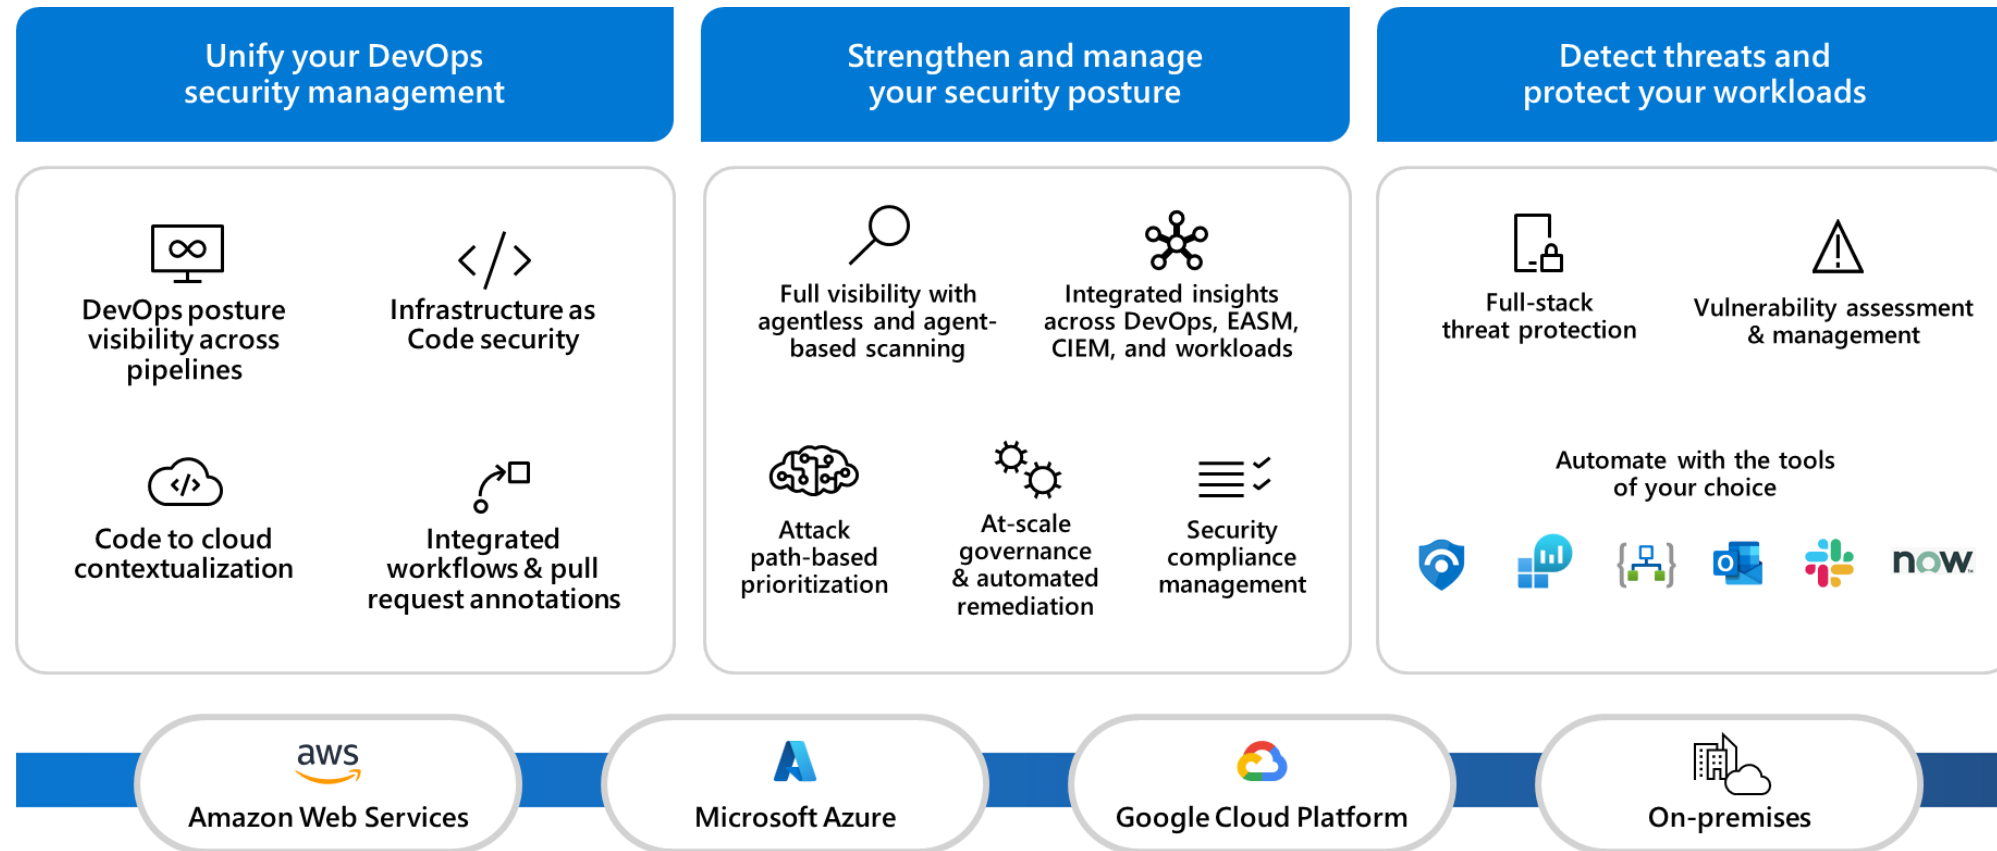 Unify your DevOps
security management
Strengthen and manage
your security posture
Detect threats and
protect your workloads
DevOps posture
visibility across
pipelines
Infrastructure as
Code security
Code to cloud
contextualization
Integrated
workflows & pull
request annotations
Full visibility with
agentless and agent-
based scanning
Integrated insights
across DevOps, EASM,
CIEM, and workloads
Attack
path-based
prioritization
At-scale
governance
& automated
remediation
Security
compliance
management
Full-stack
threat protection
Vulnerability assessment
& management
Automate with the tools
of your choice
O
now
aws
Amazon Web Services
Microsoft Azure
Google Cloud Platform
On-premises